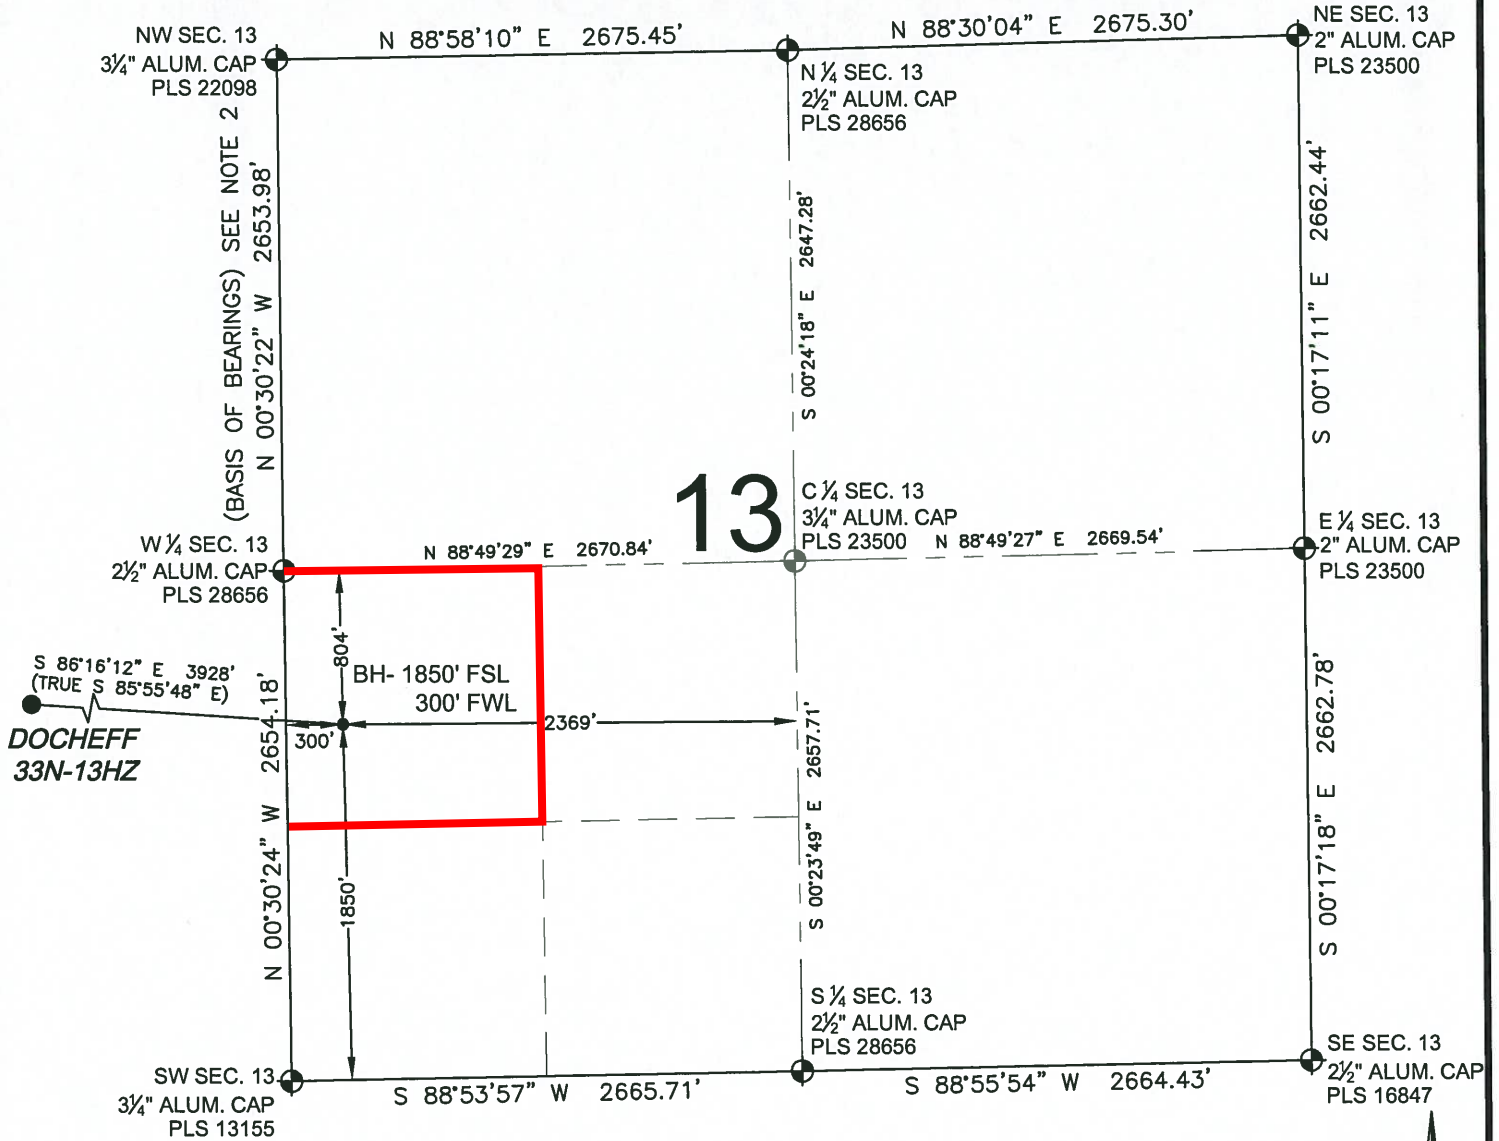 NW SEC. 13
3¼" ALUM. CAP
PLS 22098
N 88°58'10" E 2675.45'
N 88°30'04" E 2675.30'
NE SEC. 13
2" ALUM. CAP
PLS 23500
N ¼ SEC. 13
2½" ALUM. CAP
PLS 28656
(BASIS OF BEARINGS) SEE NOTE 2
N 00°30'22" W 2653.98'
S 00°24'18" E 2647.28'
S 00°17'11" E 2662.44'
13
C ¼ SEC. 13
3¼" ALUM. CAP
PLS 23500
N 88°49'27" E 2669.54'
E ¼ SEC. 13
2" ALUM. CAP
PLS 23500
W ¼ SEC. 13
2½" ALUM. CAP
PLS 28656
N 88°49'29" E 2670.84'
804'
BH- 1850' FSL
300' FWL
S 86°16'12" E 3928'
(TRUE S 85°55'48" E)
DOCHEFF
33N-13HZ
300'
2369'
1850'
N 00°30'24" W 2654.18'
S 00°23'49" E 2657.71'
S 00°17'18" E 2662.78'
S ¼ SEC. 13
2½" ALUM. CAP
PLS 28656
SW SEC. 13
3¼" ALUM. CAP
PLS 13155
S 88°53'57" W 2665.71'
S 88°55'54" W 2664.43'
SE SEC. 13
2½" ALUM. CAP
PLS 16847